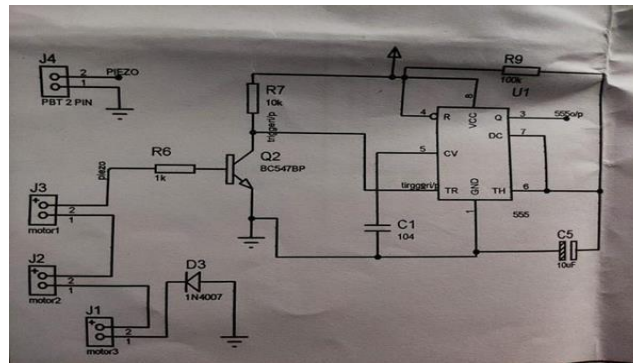 J4
2
1
PIEZO
PBT 2 PIN
R7
10k
trigger/p
R9
100k
U1
8
4
R
VCC
Q
3
555o/p
DC
7
5
CV
tirgger/p
TR
GND
TH
6
1
555
piezo
R6
1k
Q2
BC547BP
J3
+
2
1
motor1
C1
104
C5
10uF
J2
+
2
1
motor2
D3
1N4007
J1
+
2
1
motor3